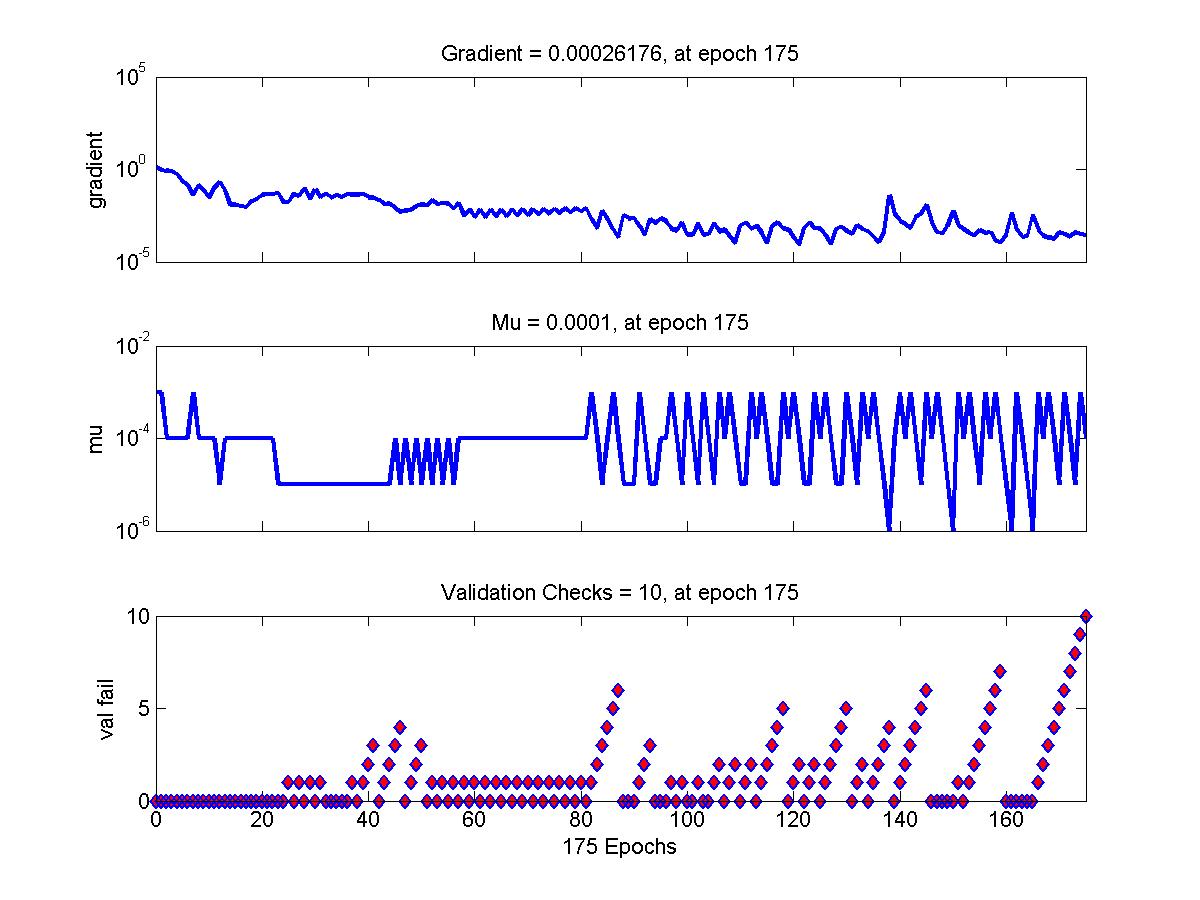 Gradient = 0.00026176, at epoch 175
10^5
10^0
10^-5
gradient
Mu = 0.0001, at epoch 175
10^-2
10^-4
10^-6
mu
Validation Checks = 10, at epoch 175
10
5
0
val fail
0 20 40 60 80 100 120 140 160
175 Epochs